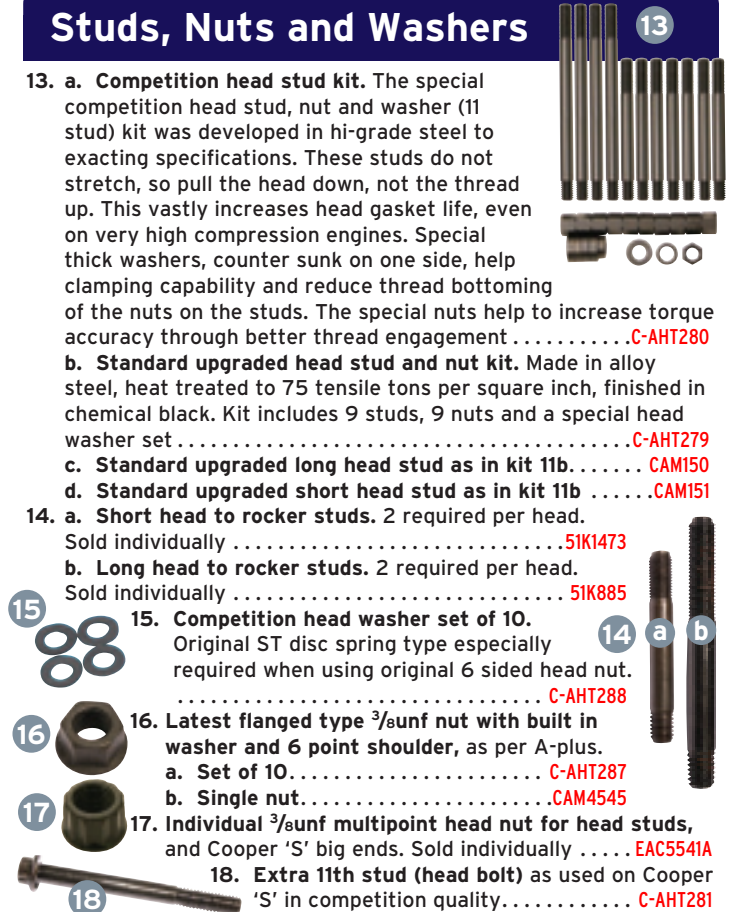 Studs, Nuts and Washers
13
13. a. Competition head stud kit. The special
competition head stud, nut and washer (11
stud) kit was developed in hi-grade steel to
exacting specifications. These studs do not
stretch, so pull the head down, not the thread
up. This vastly increases head gasket life, even
on very high compression engines. Special
thick washers, counter sunk on one side, help
clamping capability and reduce thread bottoming
of the nuts on the studs. The special nuts help to increase torque
accuracy through better thread engagement . . . . . . . . . . .C-AHT280
b. Standard upgraded head stud and nut kit. Made in alloy
steel, heat treated to 75 tensile tons per square inch, finished in
chemical black. Kit includes 9 studs, 9 nuts and a special head
washer set . . . . . . . . . . . . . . . . . . . . . . . . . . . . . . . . . . . . . . . . . .C-AHT279
c. Standard upgraded long head stud as in kit 11b. . . . . . . CAM150
d. Standard upgraded short head stud as in kit 11b . . . . . .CAM151
14. a. Short head to rocker studs. 2 required per head.
Sold individually . . . . . . . . . . . . . . . . . . . . . . . . . . . . . .51K1473
b. Long head to rocker studs. 2 required per head.
Sold individually . . . . . . . . . . . . . . . . . . . . . . . . . . . . . . 51K885
15
15. Competition head washer set of 10.
Original ST disc spring type especially
required when using original 6 sided head nut.
. . . . . . . . . . . . . . . . . . . . . . . . . . . . . . . . . . C-AHT288
14 a b
16
16. Latest flanged type 3/8unf nut with built in
washer and 6 point shoulder, as per A-plus.
a. Set of 10. . . . . . . . . . . . . . . . . . . . . . . . C-AHT287
b. Single nut. . . . . . . . . . . . . . . . . . . . . . .CAM4545
17
17. Individual 3/8unf multipoint head nut for head studs,
and Cooper ‘S’ big ends. Sold individually . . . . . EAC5541A
18
18. Extra 11th stud (head bolt) as used on Cooper
‘S’ in competition quality. . . . . . . . . . . . C-AHT281